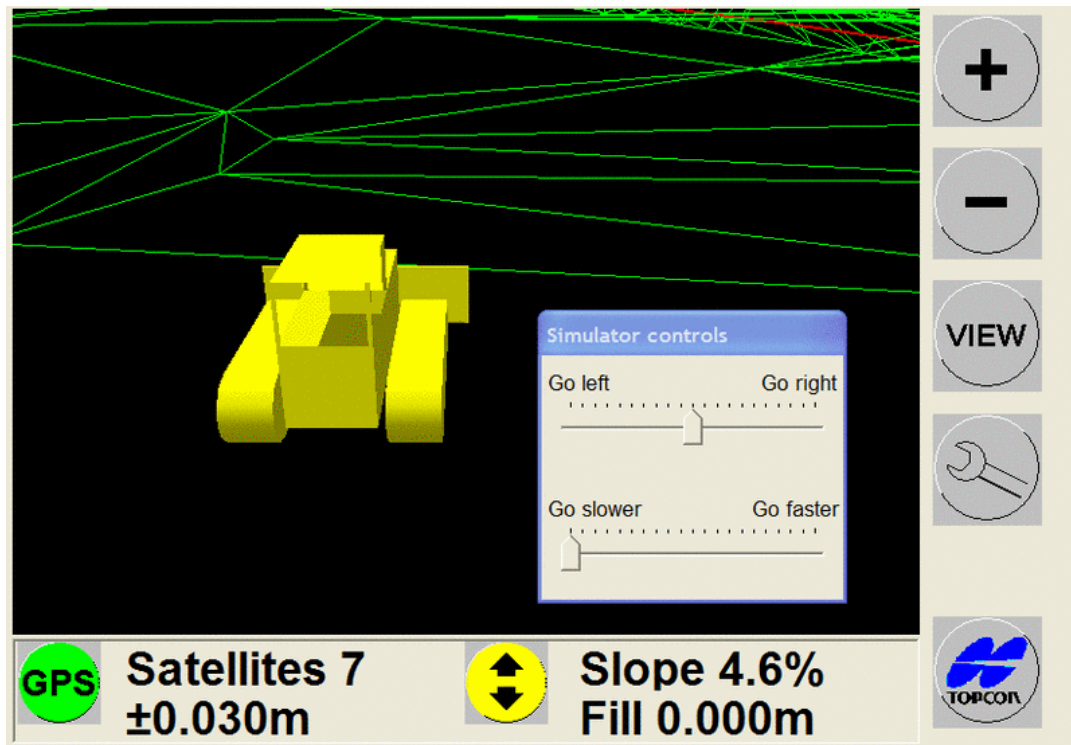 +
-
VIEW
Simulator controls
Go left Go right
Go slower Go faster
GPS
Satellites 7
±0.030m
Slope 4.6%
Fill 0.000m
TOPCON